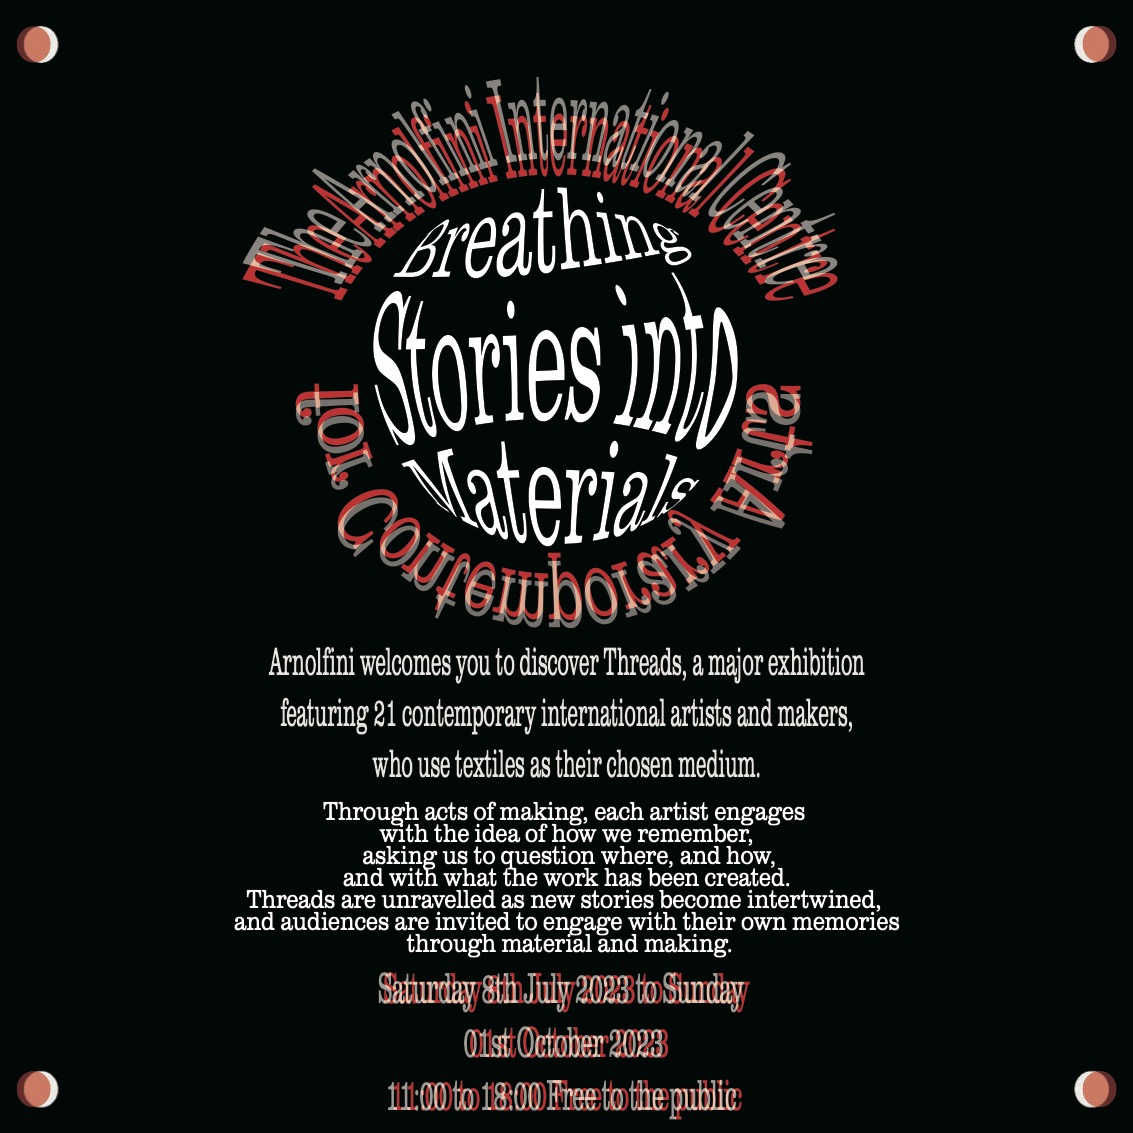 The Arnolfini International Centre
Breathing
Stories into
Materials
for Contemporary Arts
Arnolfini welcomes you to discover Threads, a major exhibition
featuring 21 contemporary international artists and makers,
who use textiles as their chosen medium.
Through acts of making, each artist engages
with the idea of how we remember,
asking us to question where, and how,
and with what the work has been created.
Threads are unravelled as new stories become intertwined,
and audiences are invited to engage with their own memories
through material and making.
Saturday 8th July 2023 to Sunday
01st October 2023
11:00 to 18:00 Free to the public